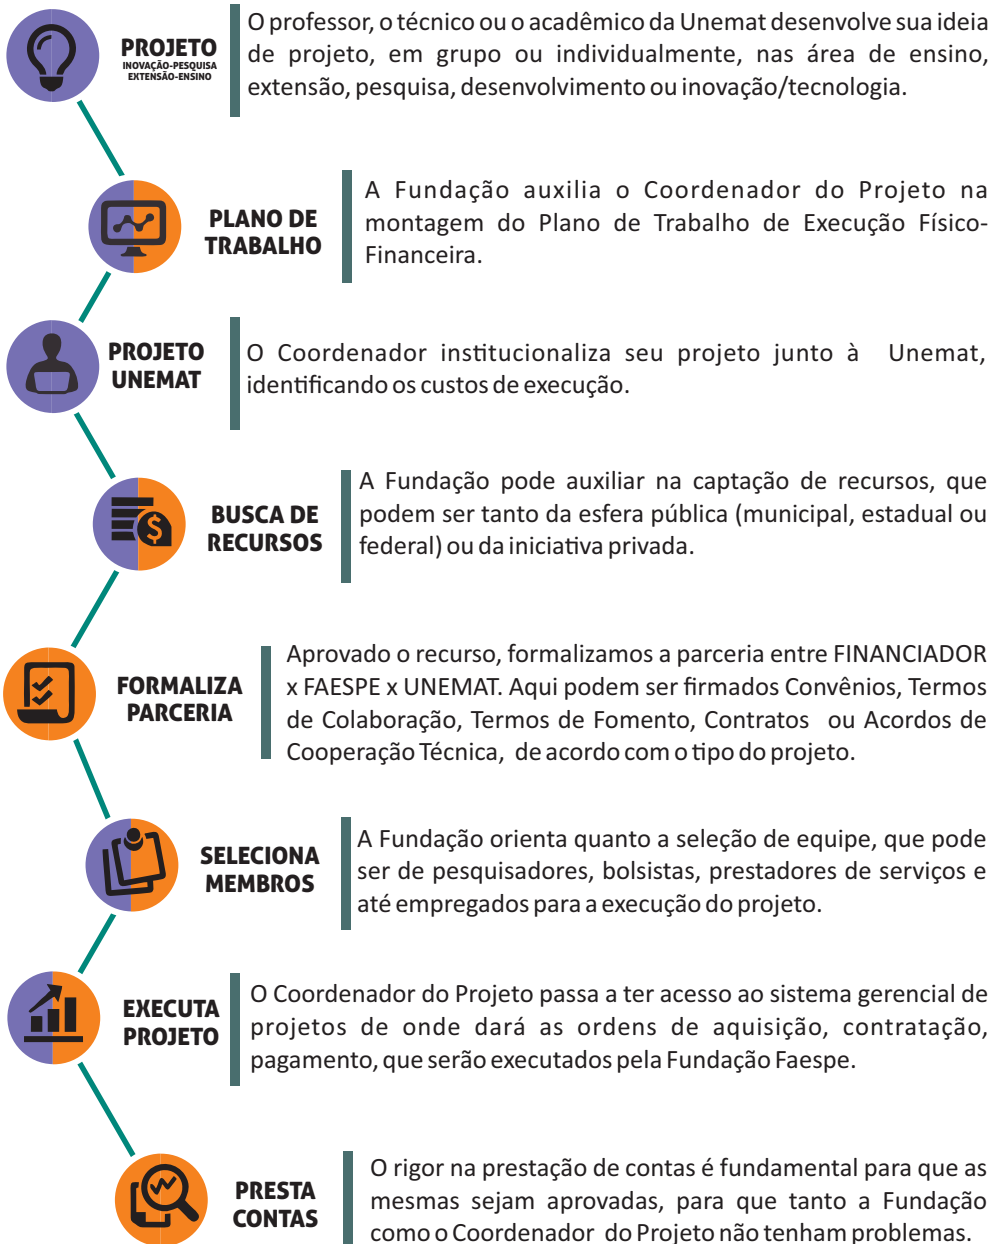 PROJETO
INOVAÇÃO-PESQUISA
EXTENSÃO-ENSINO
O professor, o técnico ou o acadêmico da Unemat desenvolve sua ideia
de projeto, em grupo ou individualmente, nas área de ensino,
extensão, pesquisa, desenvolvimento ou inovação/tecnologia.
PLANO DE
TRABALHO
A Fundação auxilia o Coordenador do Projeto na
montagem do Plano de Trabalho de Execução Físico-
Financeira.
PROJETO
UNEMAT
O Coordenador institucionaliza seu projeto junto à Unemat,
identificando os custos de execução.
BUSCA DE
RECURSOS
A Fundação pode auxiliar na captação de recursos, que
podem ser tanto da esfera pública (municipal, estadual ou
federal) ou da iniciativa privada.
FORMALIZA
PARCERIA
Aprovado o recurso, formalizamos a parceria entre FINANCIADOR
x FAESPE x UNEMAT. Aqui podem ser firmados Convênios, Termos
de Colaboração, Termos de Fomento, Contratos ou Acordos de
Cooperação Técnica, de acordo com o tipo do projeto.
SELECIONA
MEMBROS
A Fundação orienta quanto a seleção de equipe, que pode
ser de pesquisadores, bolsistas, prestadores de serviços e
até empregados para a execução do projeto.
EXECUTA
PROJETO
O Coordenador do Projeto passa a ter acesso ao sistema gerencial de
projetos de onde dará as ordens de aquisição, contratação,
pagamento, que serão executados pela Fundação Faespe.
PRESTA
CONTAS
O rigor na prestação de contas é fundamental para que as
mesmas sejam aprovadas, para que tanto a Fundação
como o Coordenador do Projeto não tenham problemas.